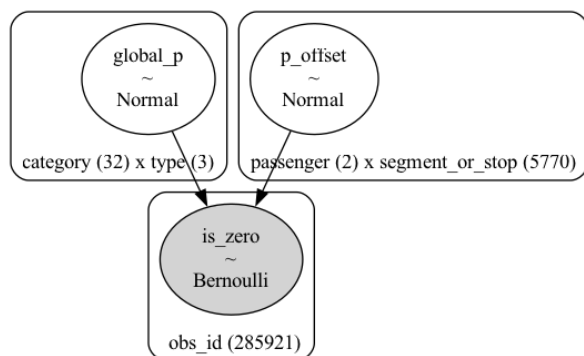 global_p
~
Normal
category (32) x type (3)
p_offset
~
Normal
passenger (2) x segment_or_stop (5770)
is_zero
~
Bernoulli
obs_id (285921)